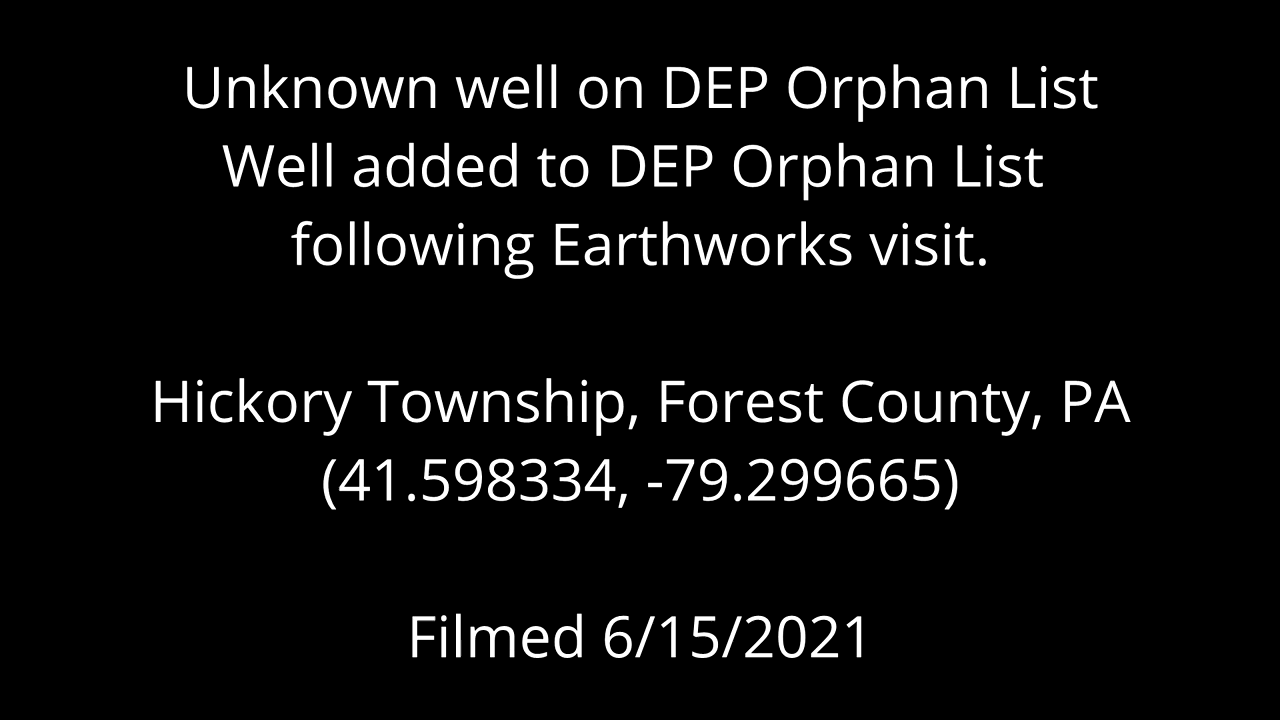 Unknown well on DEP Orphan List
Well added to DEP Orphan List
following Earthworks visit.
Hickory Township, Forest County, PA
(41.598334, -79.299665)
Filmed 6/15/2021